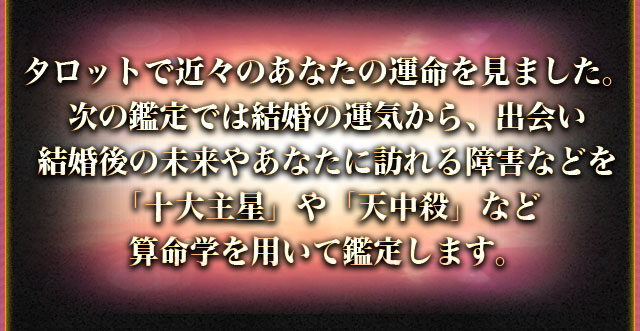 タロットで近々のあなたの運命を見ました。
次の鑑定では結婚の運気から、出会い
結婚後の未来やあなたに訪れる障害などを
「十大主星」や「天中殺」など
算命学を用いて鑑定します。